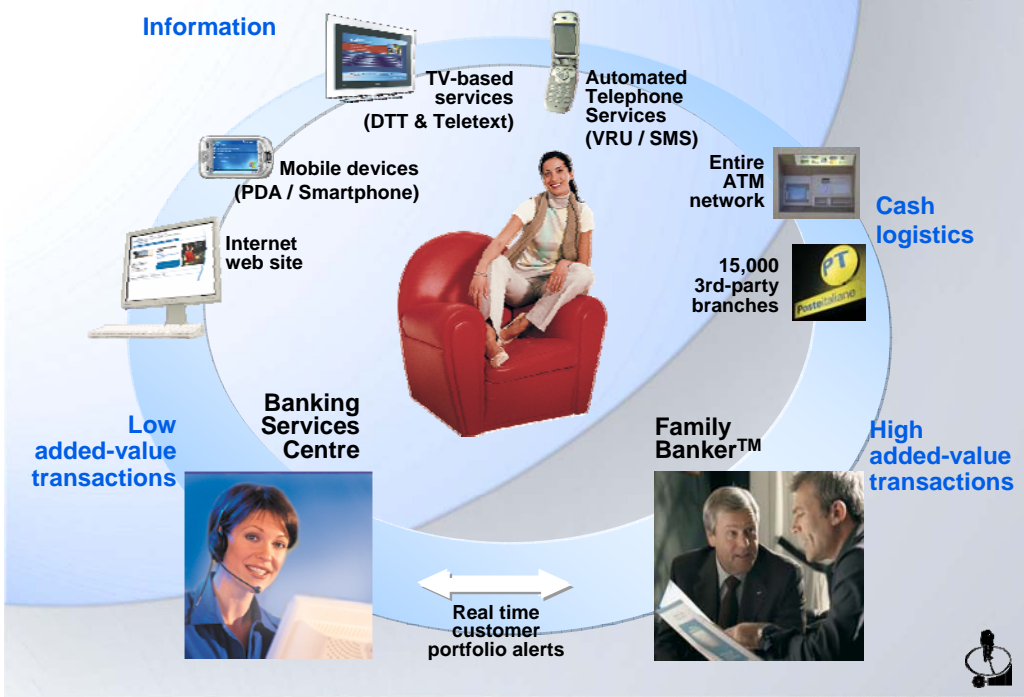 Information
TV-based
services
(DTT & Teletext)
Automated
Telephone
Services
(VRU / SMS)
Mobile devices
(PDA / Smartphone)
Entire
ATM
network
Cash
logistics
Internet
web site
15,000
3rd-party
branches
PT
Posteitaliane
Banking
Services
Centre
Low
added-value
transactions
Family
Banker™
High
added-value
transactions
Real time
customer
portfolio alerts